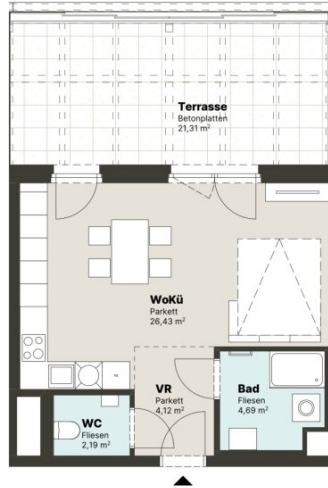 Terrasse
Betonplatten
21,31 m²
WoKü
Parkett
26,43 m²
VR
Parkett
4,12 m²
Bad
Fliesen
4,69 m²
WC
Fliesen
2,19 m²